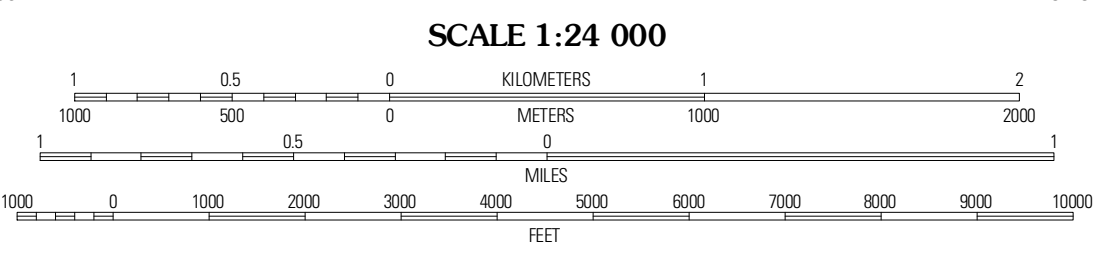 SCALE 1:24 000
1 0.5 0 KILOMETERS 1 2
1000 500 0 METERS 1000 2000
1 0.5 0 1
MILES
1000 0 1000 2000 3000 4000 5000 6000 7000 8000 9000 10000
FEET